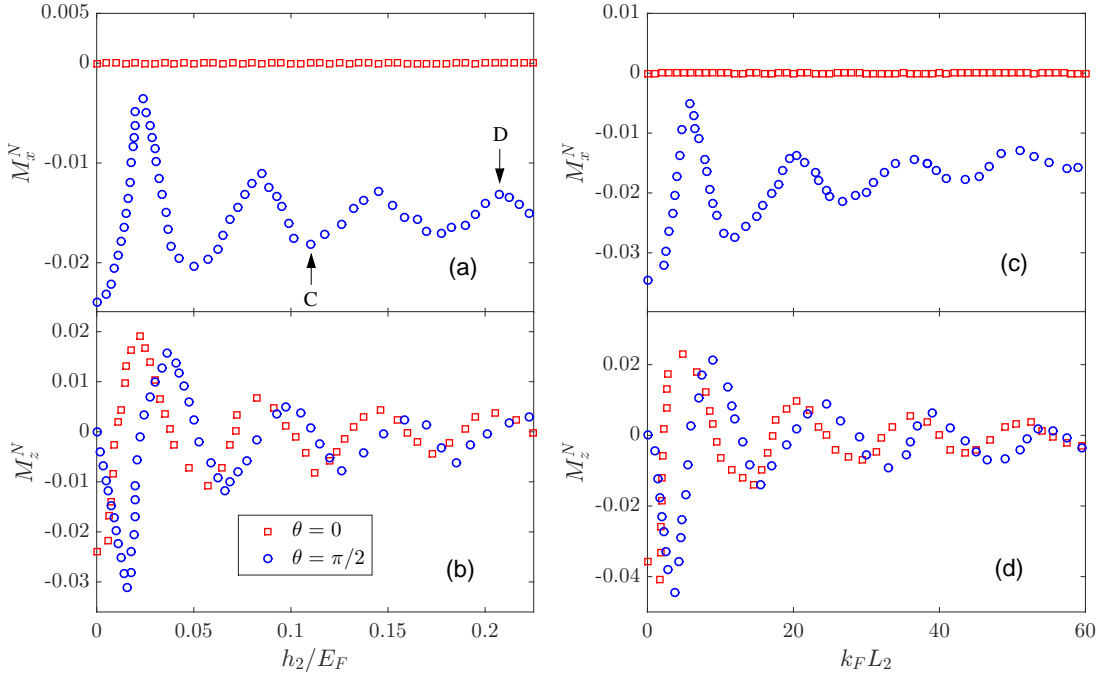 0.005
0
-0.01
-0.02
M_x^N
C
D
(a)
0.01
0
-0.01
-0.02
-0.03
M_x^N
(c)
0.02
0.01
0
-0.01
-0.02
-0.03
M_z^N
θ = 0
θ = π/2
(b)
0 0.05 0.1 0.15 0.2
h_2/E_F
0.02
0
-0.02
-0.04
M_z^N
(d)
0 20 40 60
k_F L_2